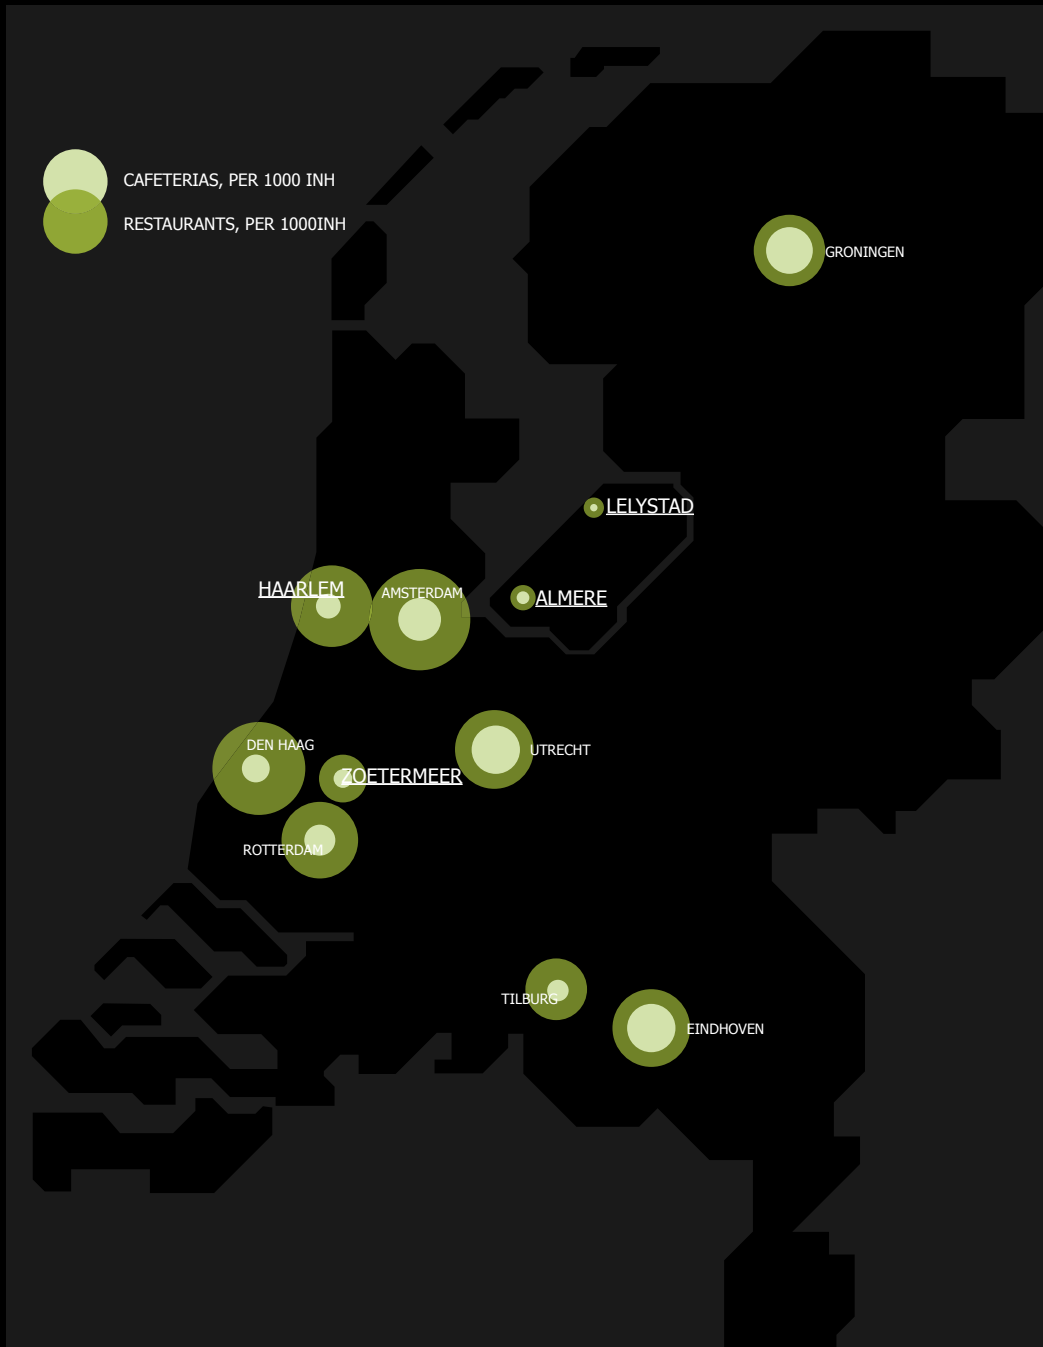 CAFETERIAS, PER 1000 INH
RESTAURANTS, PER 1000INH
GRONINGEN
LELYSTAD
HAARLEM
AMSTERDAM
ALMERE
DEN HAAG
UTRECHT
ZOETERMEER
ROTTERDAM
TILBURG
EINDHOVEN